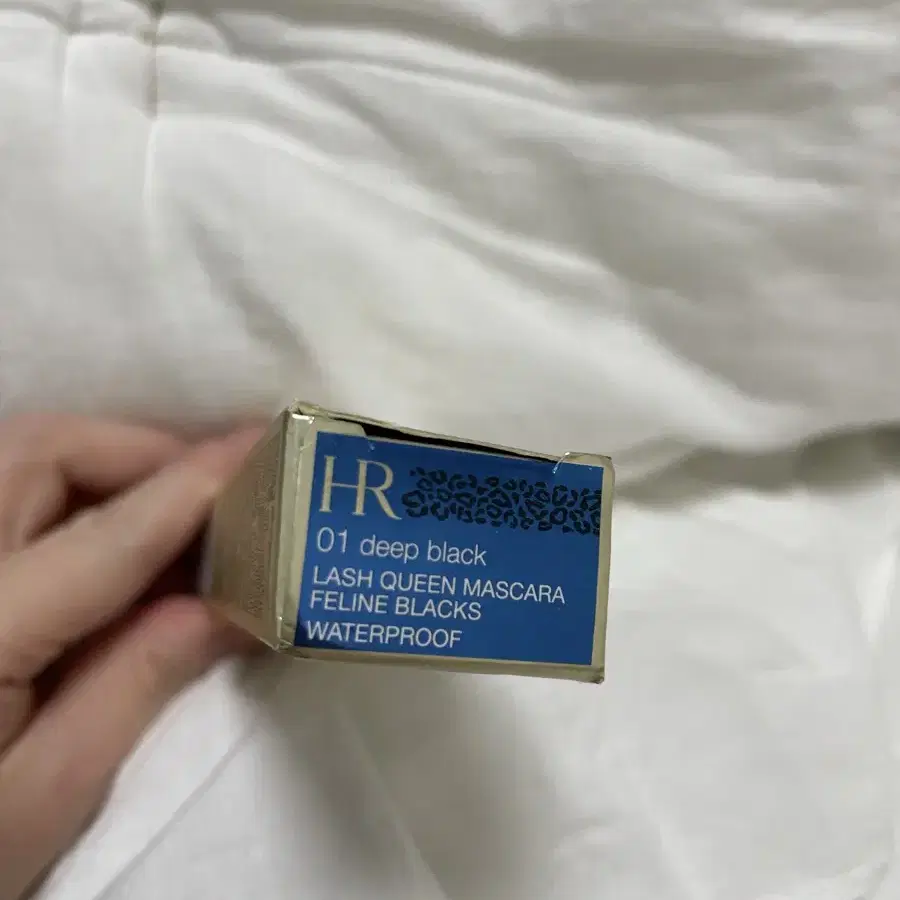 HR
01 deep black
LASH QUEEN MASCARA
FELINE BLACKS
WATERPROOF